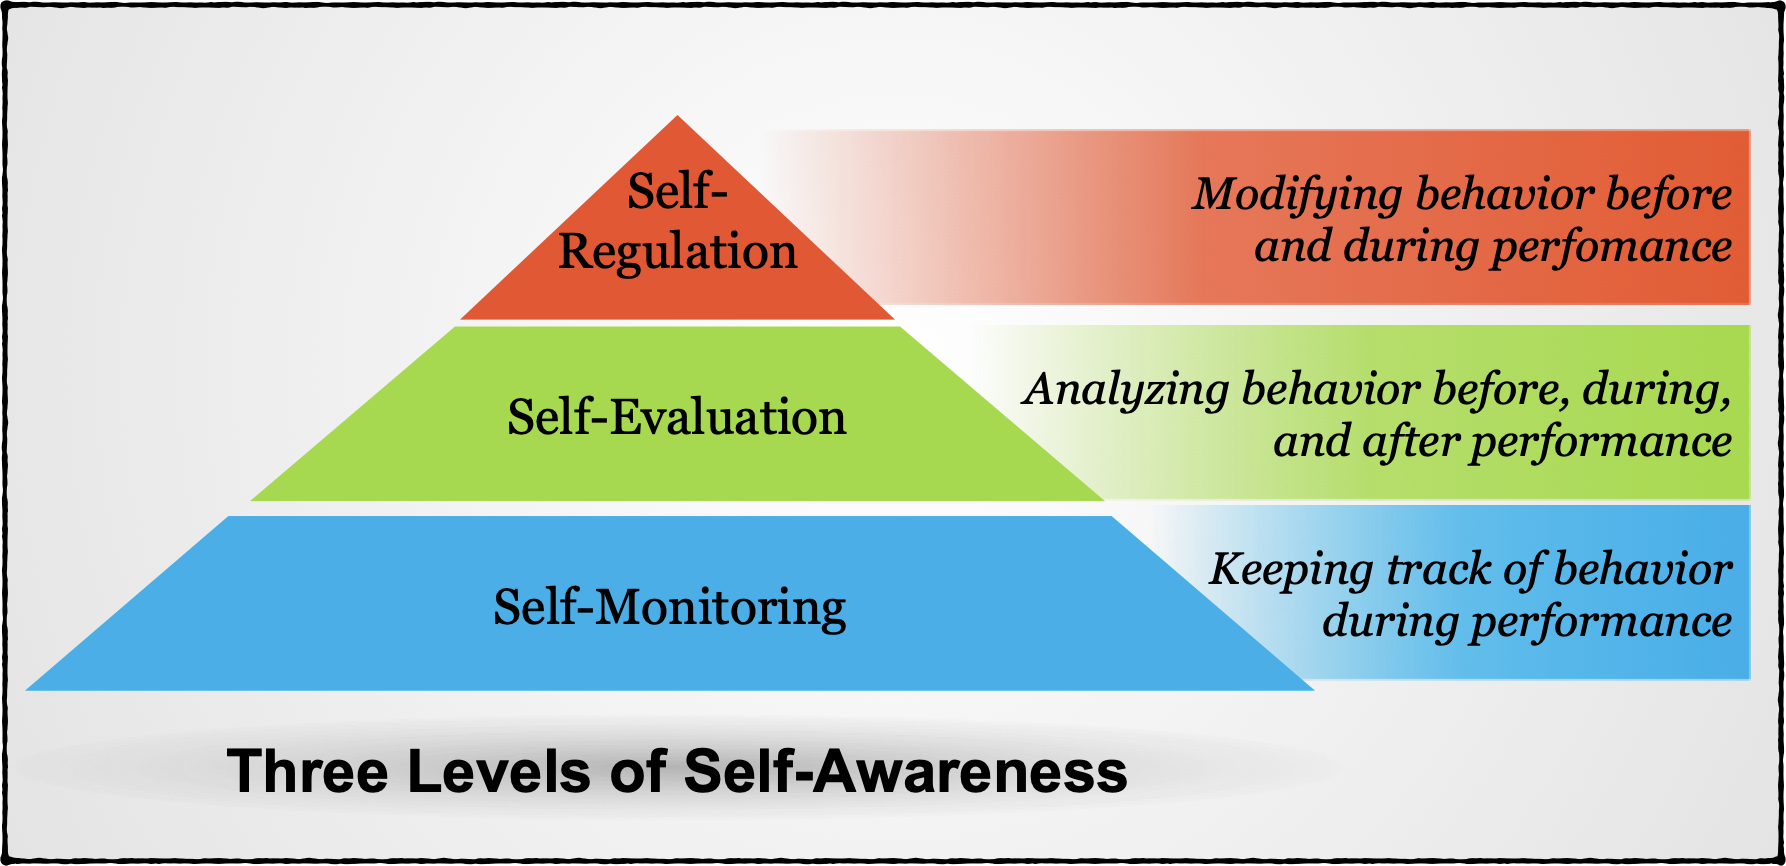 Self-
Regulation
Modifying behavior before
and during perfomance
Self-Evaluation
Analyzing behavior before, during,
and after performance
Self-Monitoring
Keeping track of behavior
during performance
Three Levels of Self-Awareness